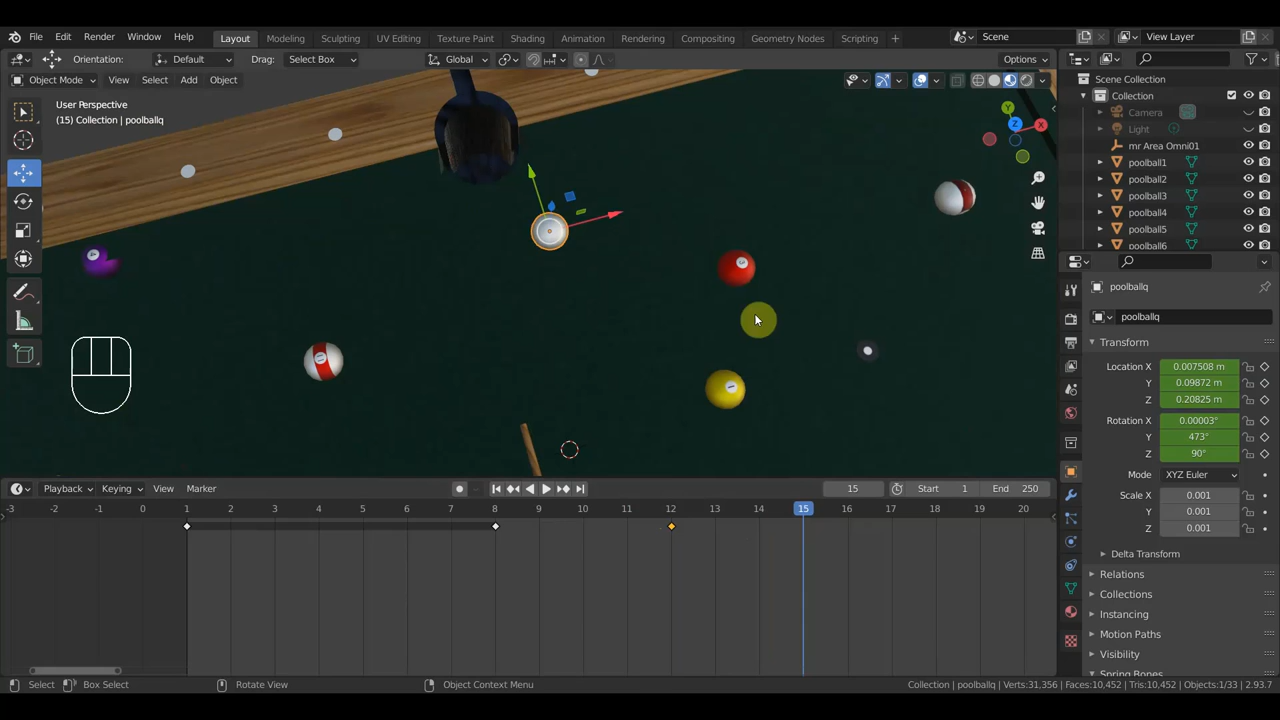 File Edit Render Window Help Layout Modeling Sculpting UV Editing Texture Paint Shading Animation Rendering Compositing Geometry Nodes Scripting + Scene View Layer
Orientation: Default Drag: Select Box Global Options
Object Mode View Select Add Object
User Perspective
(15) Collection | poolballq
Y
Z
X
Scene Collection
Collection
Camera
Light
mr Area Omni01
poolball1
poolball2
poolball3
poolball4
poolball5
poolball6
poolballq
poolballq
Transform
Location X 0.007508 m
Y 0.09872 m
Z 0.20825 m
Rotation X 0.00003°
Y 473°
Z 90°
Mode XYZ Euler
Scale X 0.001
Y 0.001
Z 0.001
Delta Transform
Relations
Collections
Instancing
Motion Paths
Visibility
Spring Bones
Playback Keying View Marker 15 Start 1 End 250
-3 -2 -1 0 1 2 3 4 5 6 7 8 9 10 11 12 13 14 15 16 17 18 19 20
Select Box Select Rotate View Object Context Menu Collection | poolballq | Verts:31,356 | Faces:10,452 | Tris:10,452 | Objects:1/33 | 2.93.7